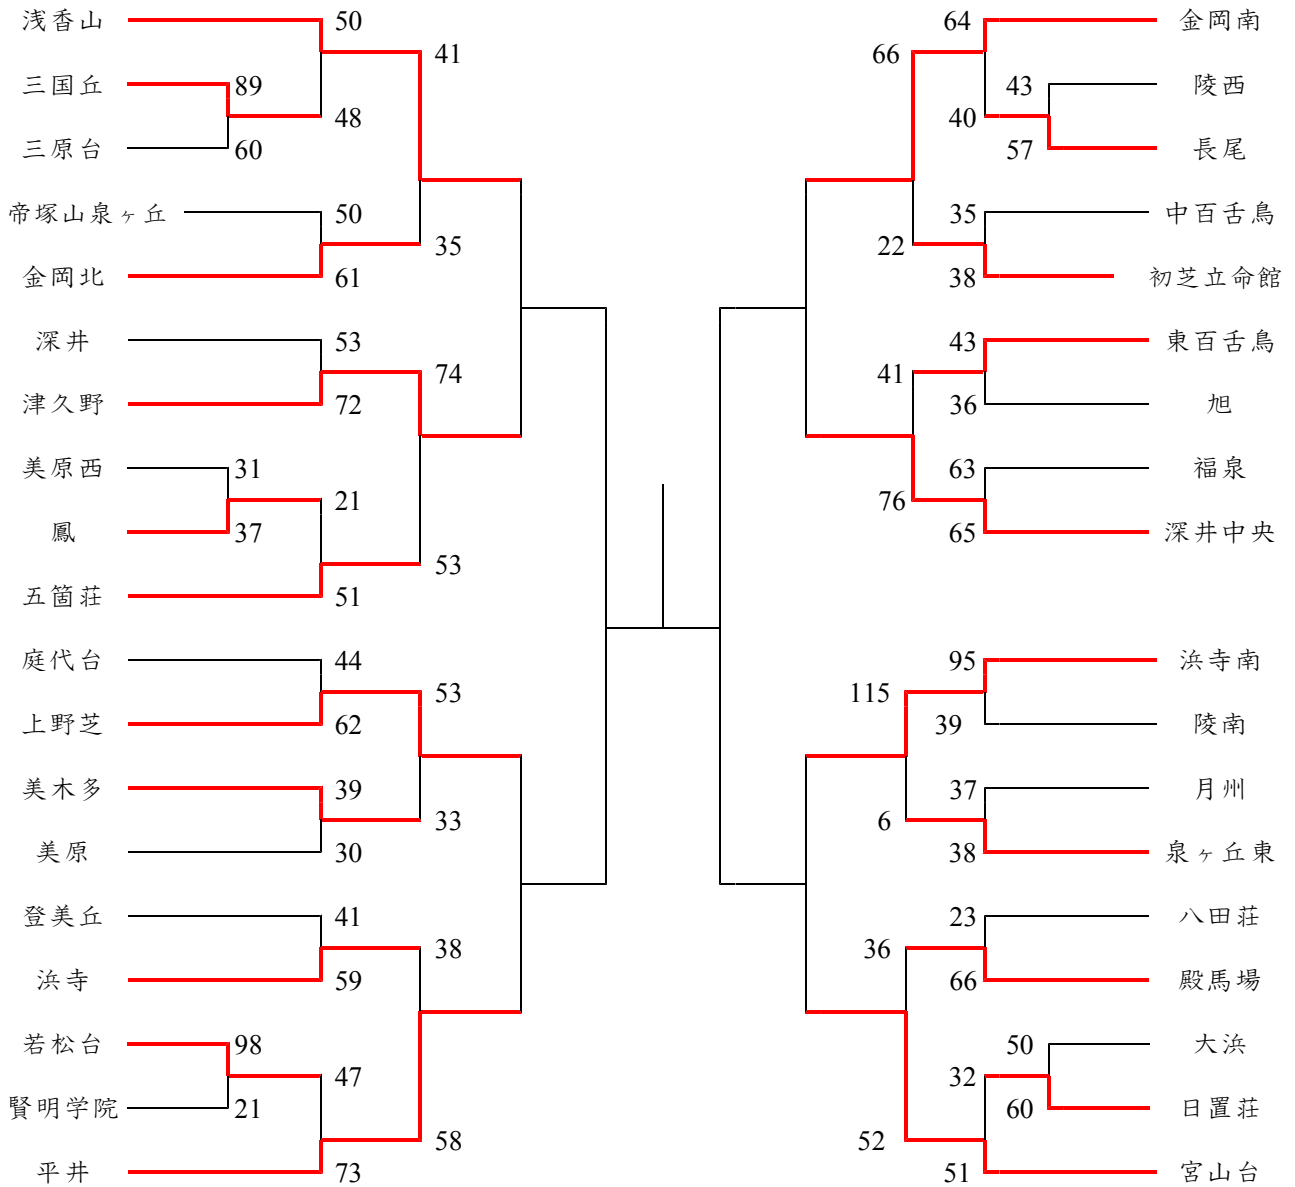 浅香山 50 64 金岡南
41 66
三国丘 89 43 陵西
48 40
三原台 60 57 長尾
帝塚山泉ヶ丘 50 35 中百舌鳥
35 22
金岡北 61 38 初芝立命館
深井 53 43 東百舌鳥
74 41
津久野 72 36 旭
美原西 31 63 福泉
21 76
鳳 37 65 深井中央
53
五箇荘 51
庭代台 44 95 浜寺南
53 115
上野芝 62 39 陵南
美木多 39 37 月州
33 6
美原 30 38 泉ヶ丘東
登美丘 41 23 八田荘
38 36
浜寺 59 66 殿馬場
若松台 98 50 大浜
47 32
賢明学院 21 60 日置荘
58 52
平井 73 51 宮山台